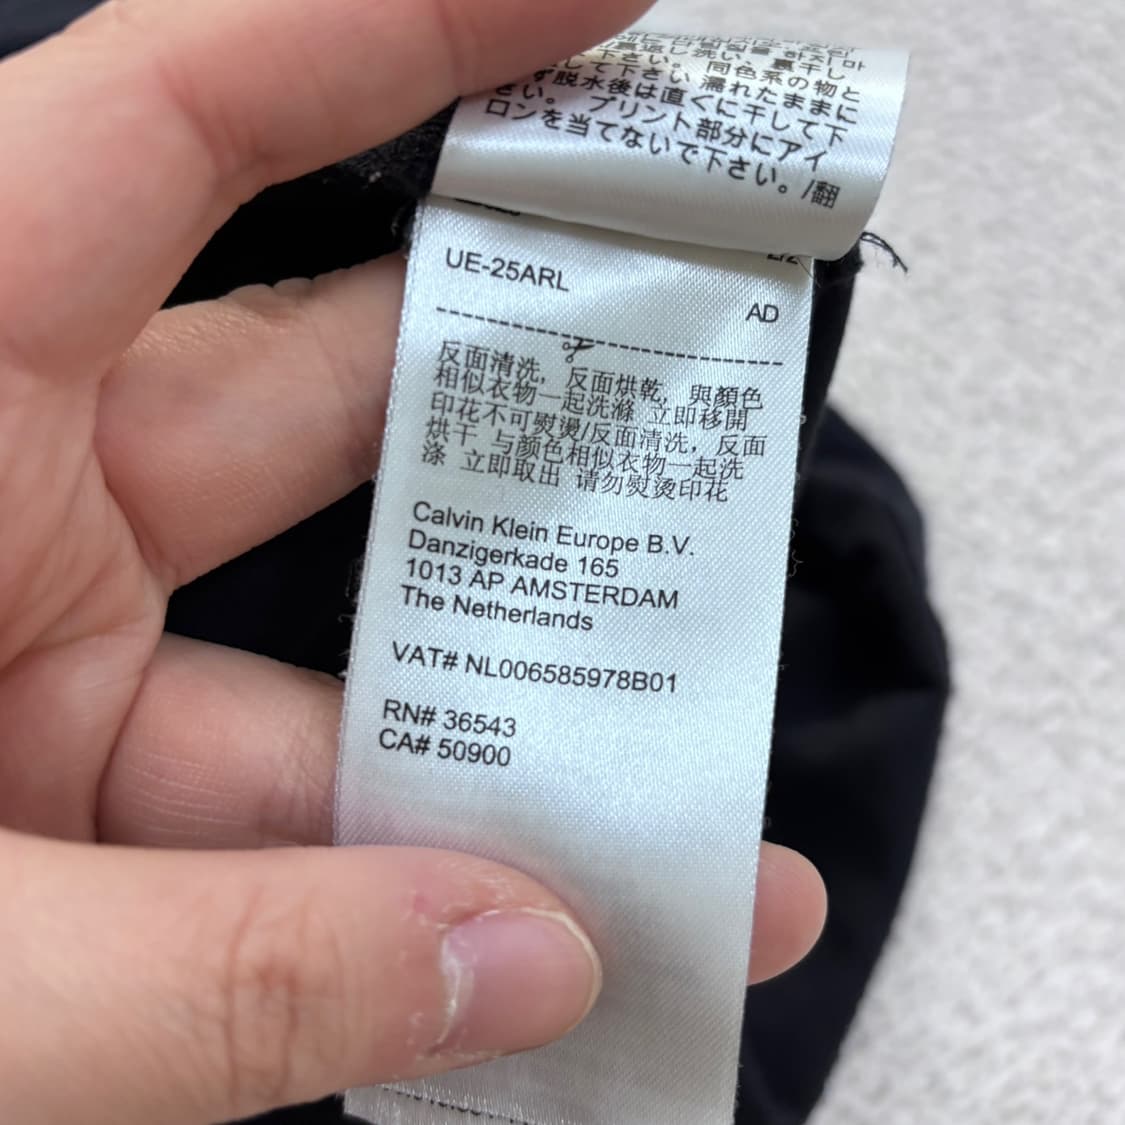 /裏返し洗い、裏干し
して下さい。同色系の物と
ず脱水後は直ぐに干して下
さい。 プリント部分にアイ
ロンを当てないで下さい。/翻
2/2
UE-25ARL
AD
反面清洗, 反面烘乾, 與顏色
相似衣物一起洗滌 立即移開
印花不可熨燙/反面清洗, 反面
烘干 与颜色相似衣物一起洗
涤 立即取出 请勿熨烫印花
Calvin Klein Europe B.V.
Danzigerkade 165
1013 AP AMSTERDAM
The Netherlands
VAT# NL006585978B01
RN# 36543
CA# 50900